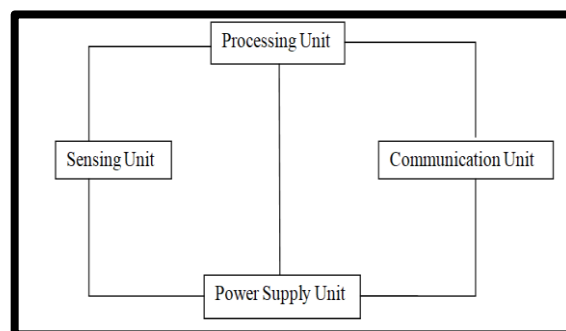 Processing Unit
Sensing Unit
Communication Unit
Power Supply Unit